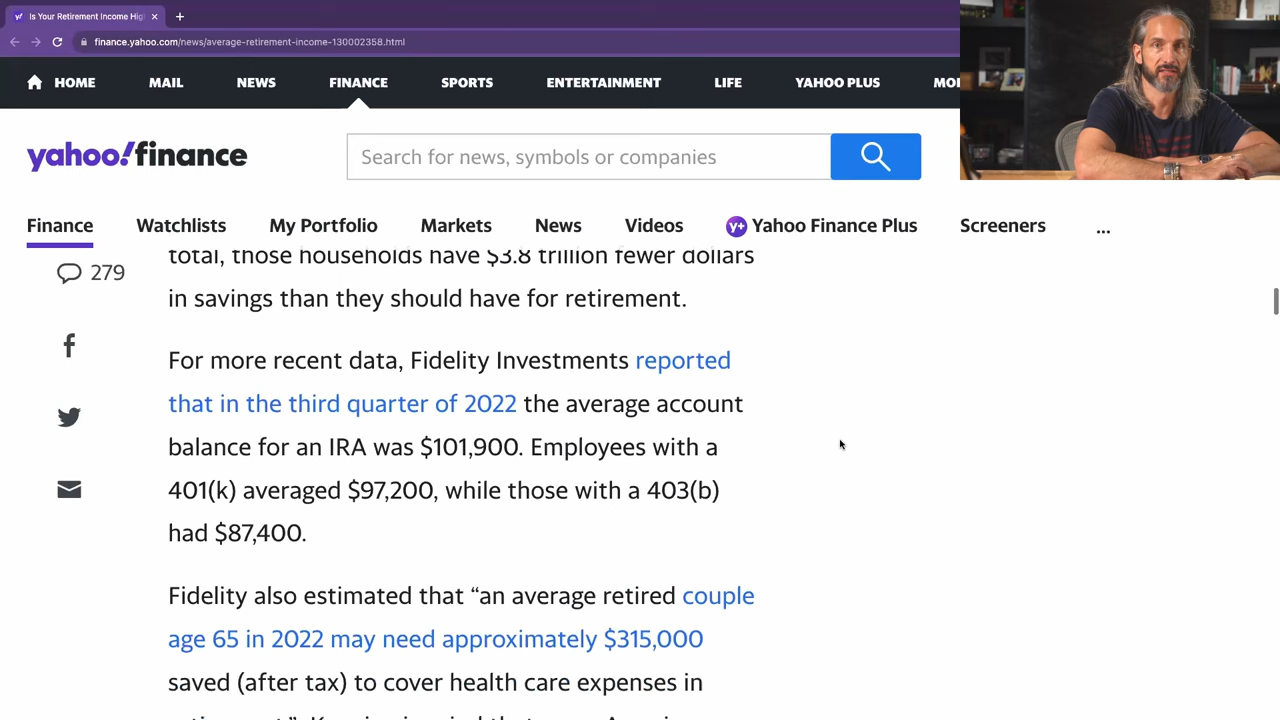 Is Your Retirement Income Hig
finance.yahoo.com/news/average-retirement-income-130002358.html
HOME MAIL NEWS FINANCE SPORTS ENTERTAINMENT LIFE YAHOO PLUS MO
yahoo!finance
Search for news, symbols or companies
Finance Watchlists My Portfolio Markets News Videos y+ Yahoo Finance Plus Screeners ...
279
total, those households have $3.8 trillion fewer dollars
in savings than they should have for retirement.
For more recent data, Fidelity Investments reported
that in the third quarter of 2022 the average account
balance for an IRA was $101,900. Employees with a
401(k) averaged $97,200, while those with a 403(b)
had $87,400.
Fidelity also estimated that “an average retired couple
age 65 in 2022 may need approximately $315,000
saved (after tax) to cover health care expenses in